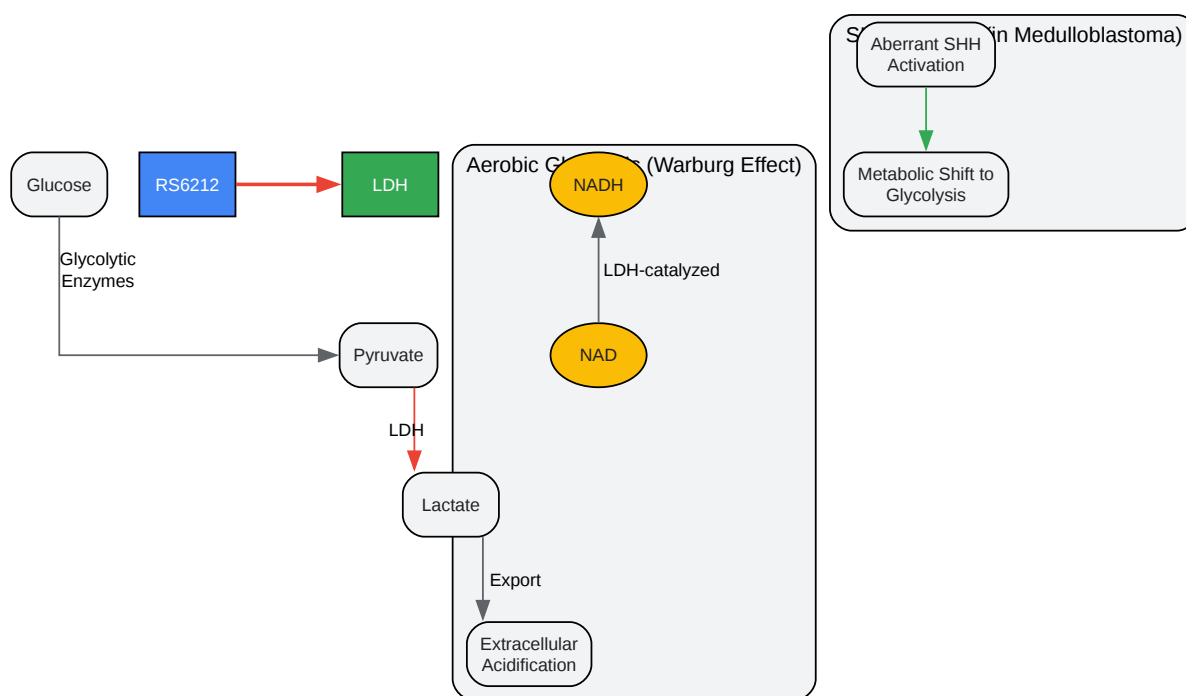 (in Medulloblastoma)
Aberrant SHH
Activation
Aerobic (Warburg Effect)
NADH
Glucose
RS6212
LDH
Metabolic Shift to
Glycolysis
Glycolytic
Enzymes
LDH-catalyzed
Pyruvate
NAD
LDH
Lactate
Export
Extracellular
Acidification